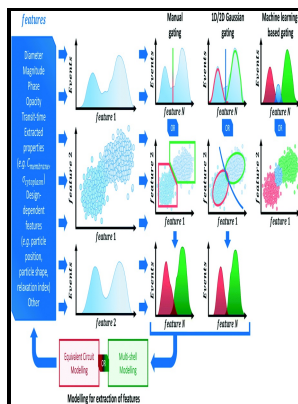 features
Manual
gating
1D/2D Gaussian
gating
Machine learning
based gating
Diameter
Magnitude
Phase
Opacity
Transit-time
Extracted
properties
(e.g. Cmembrane,
σcytoplasm)
Design-
dependent
features
(e.g. particle
position,
particle shape,
relaxation index)
Other
Events
feature 1
Events
feature N
Events
feature N
Events
feature N
OR
OR
OR
Feature 2
feature 1
Feature 2
feature 1
Feature 2
feature 1
Feature 2
feature 1
Events
feature 2
Events
feature N
Events
feature N
Equivalent Circuit
Modelling
OR
Multi-shell
Modelling
Modelling for extraction of features